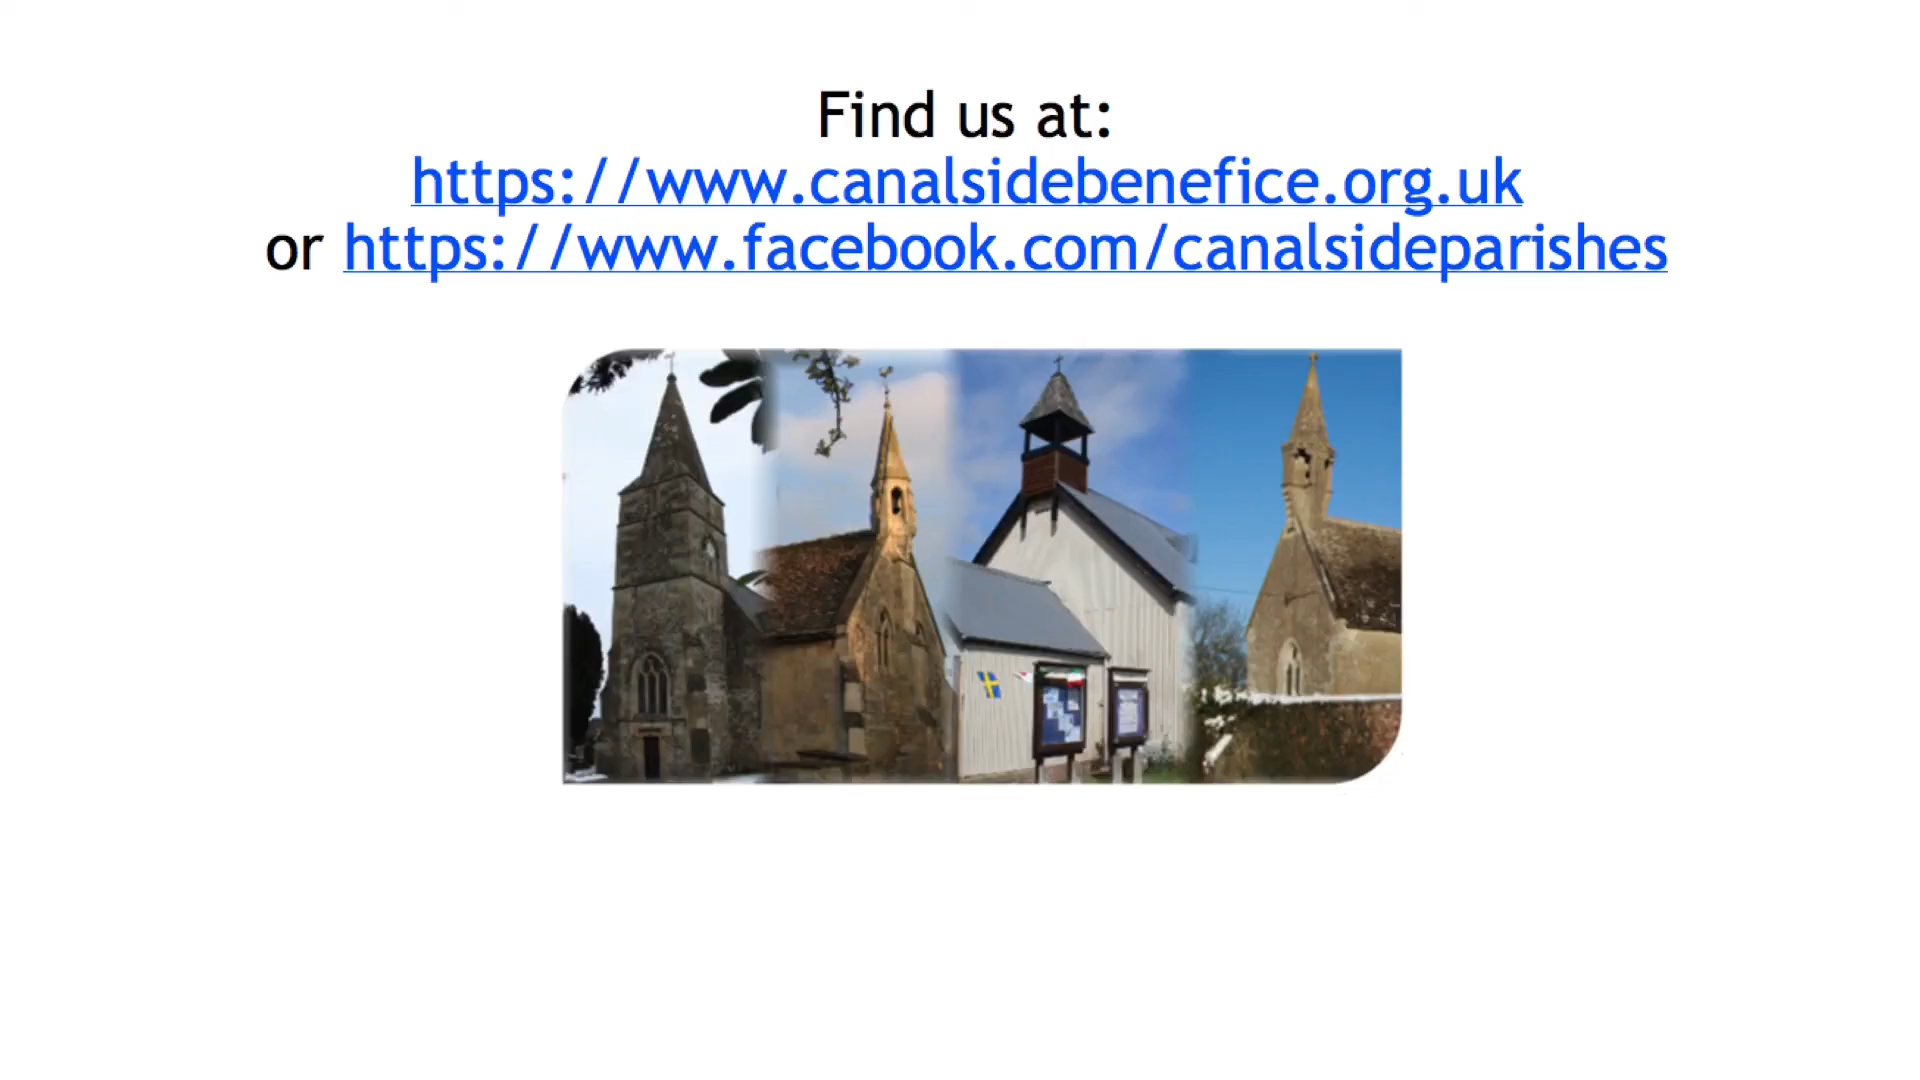 Find us at:
https://www.canalsidebenefice.org.uk
or https://www.facebook.com/canalsideparishes